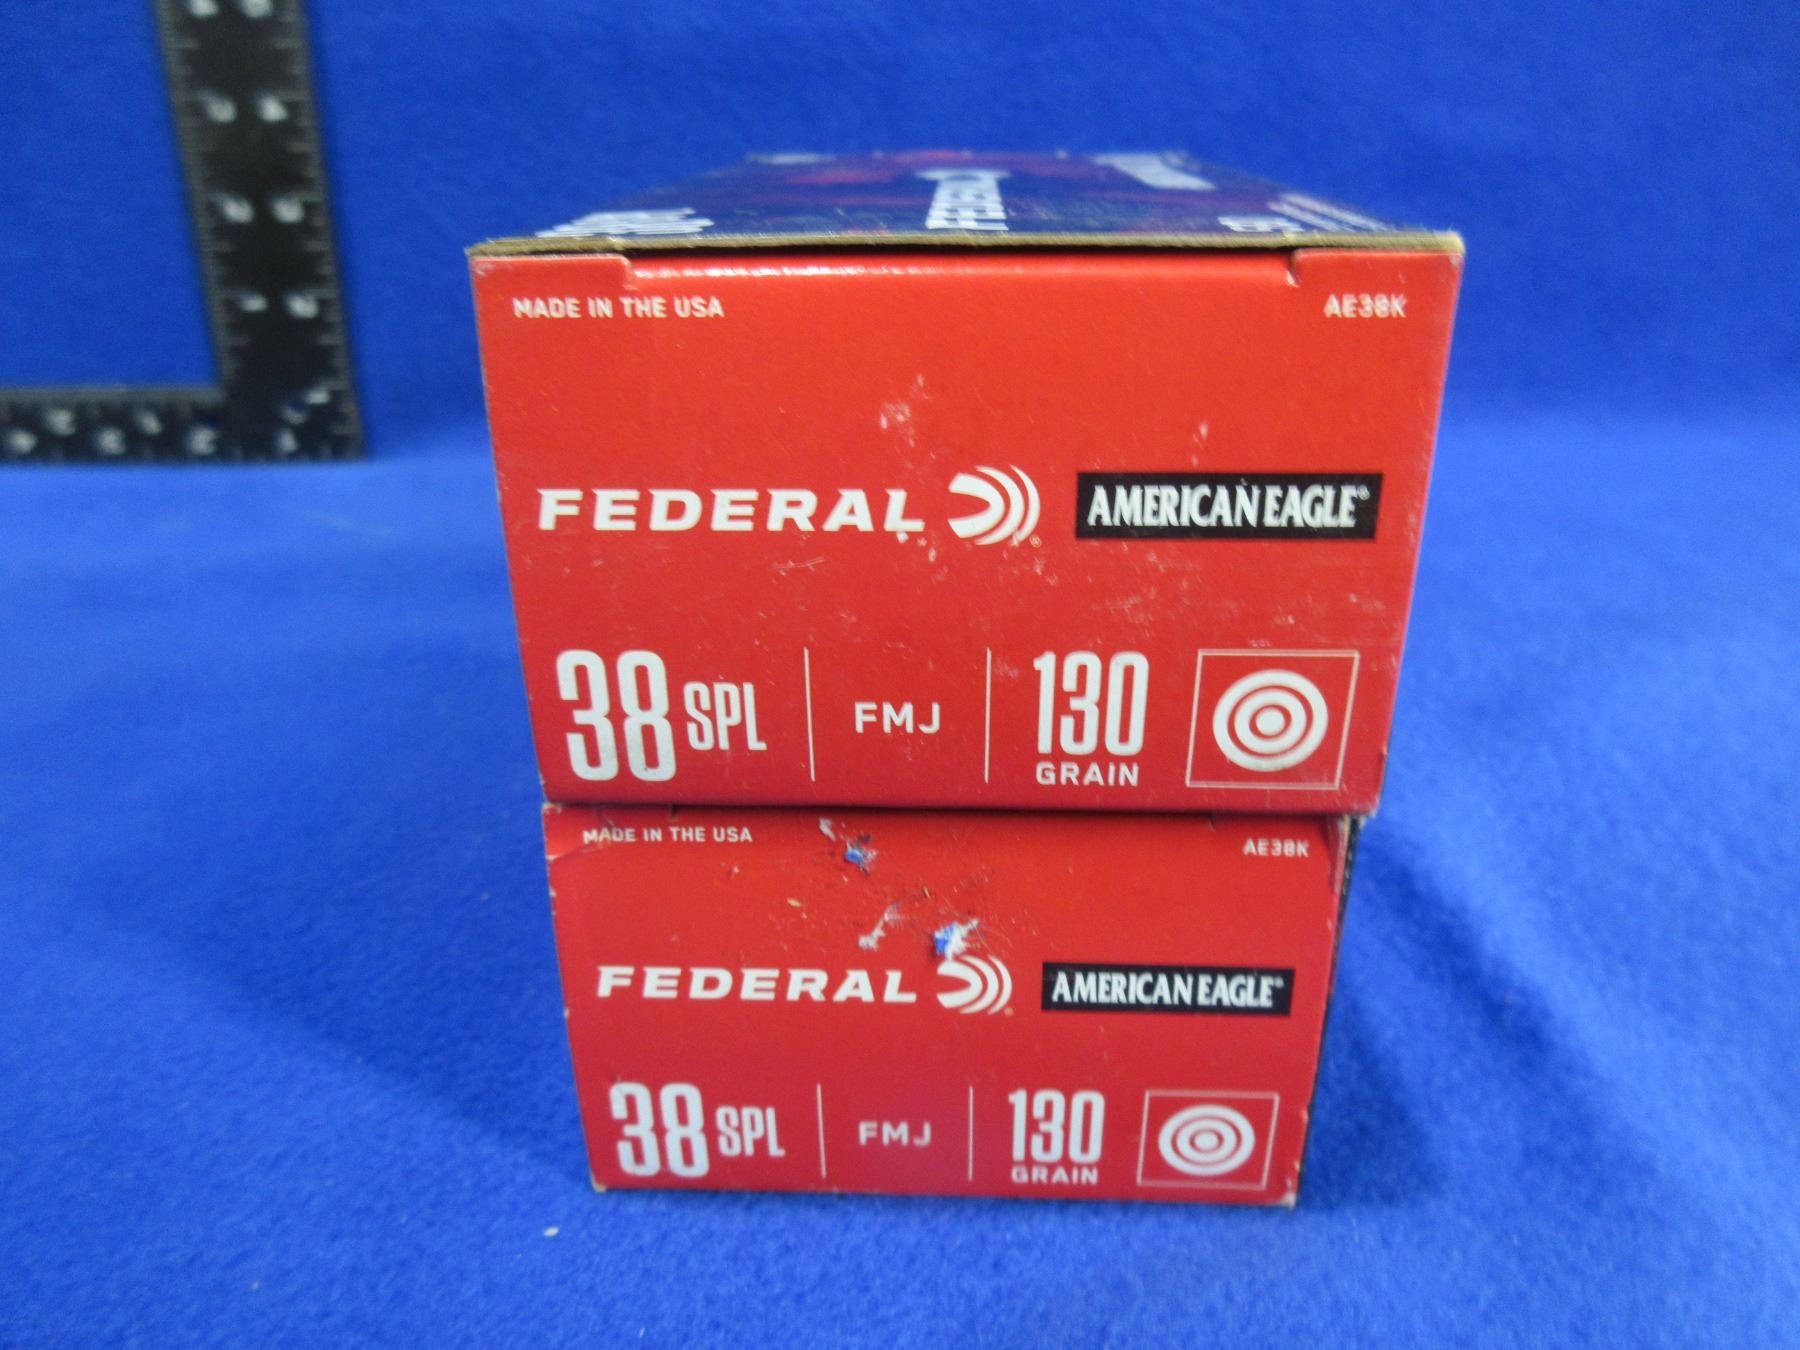 MADE IN THE USA
AE38K
FEDERAL AMERICAN EAGLE®
38 SPL FMJ 130
GRAIN
MADE IN THE USA
AE38K
FEDERAL AMERICAN EAGLE®
38 SPL FMJ 130
GRAIN